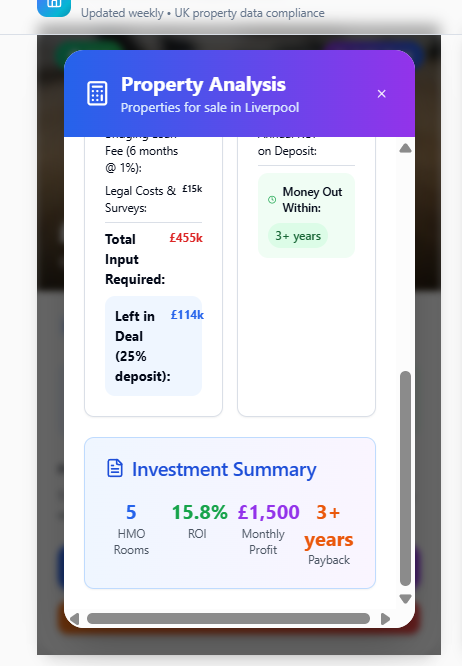 Updated weekly • UK property data compliance
Property Analysis
Properties for sale in Liverpool
×
Fee (6 months
@ 1%):
Legal Costs & £15k
Surveys:
Total £455k
Input
Required:
Left in £114k
Deal
(25%
deposit):
on Deposit:
Money Out
Within:
3+ years
Investment Summary
5 15.8% £1,500 3+
years
HMO ROI Monthly
Rooms Profit
Payback